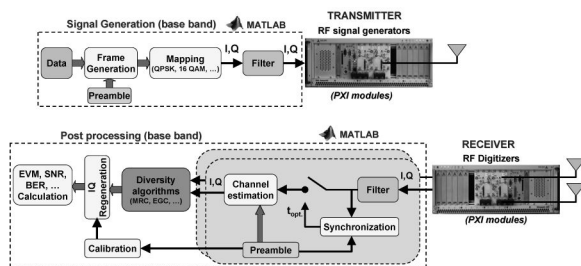 Signal Generation (base band)
MATLAB
TRANSMITTER
RF signal generators
Data
Frame
Generation
Mapping
(QPSK, 16 QAM, ...)
I,Q
Filter
I,Q
Preamble
(PXI modules)
Post processing (base band)
MATLAB
RECEIVER
RF Digitizers
EVM, SNR,
BER, ...
Calculation
IQ
Regeneration
Diversity
algorithms
(MRC, EGC, ...)
I,Q
Channel
estimation
Filter
I,Q
t opt.
Synchronization
Calibration
Preamble
(PXI modules)